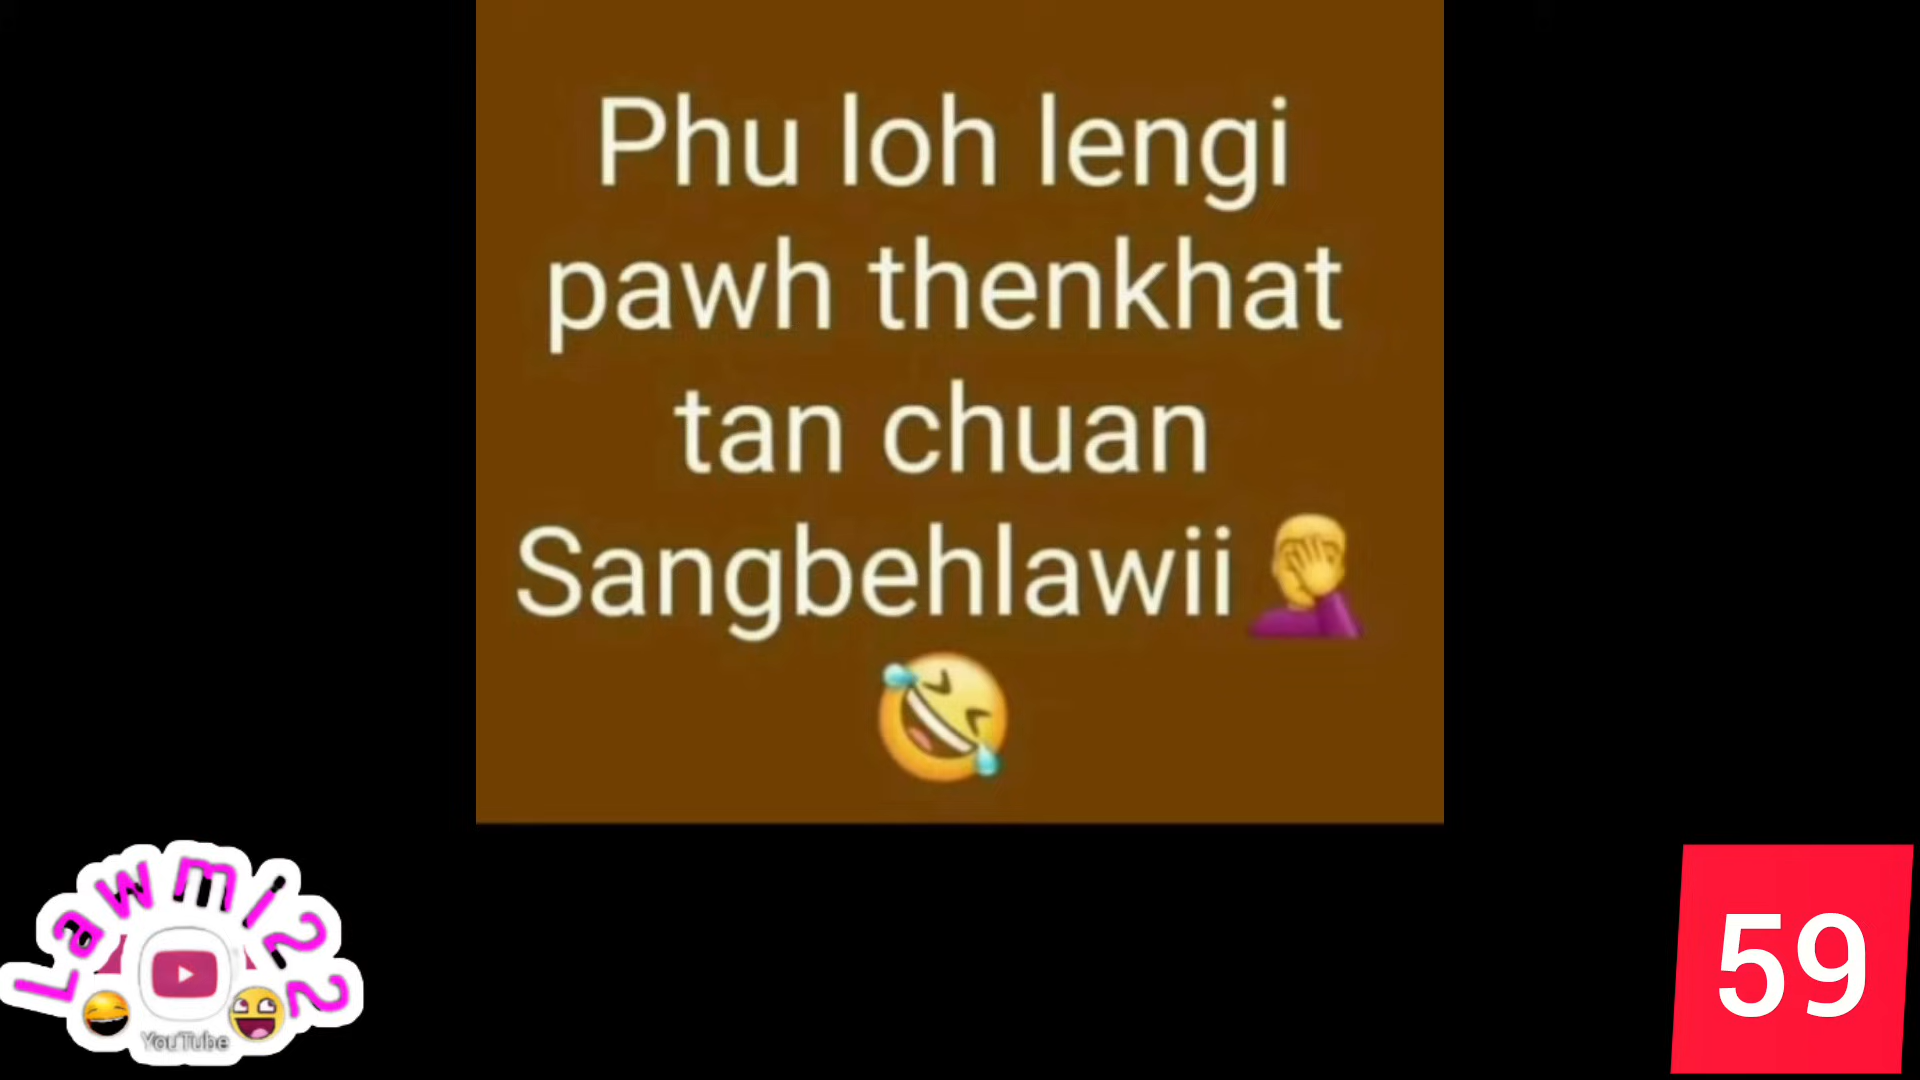 Phu loh lengi
pawh thenkhat
tan chuan
Sangbehlawii🤦‍♂️
🤣
Lawmi22
YouTube
59